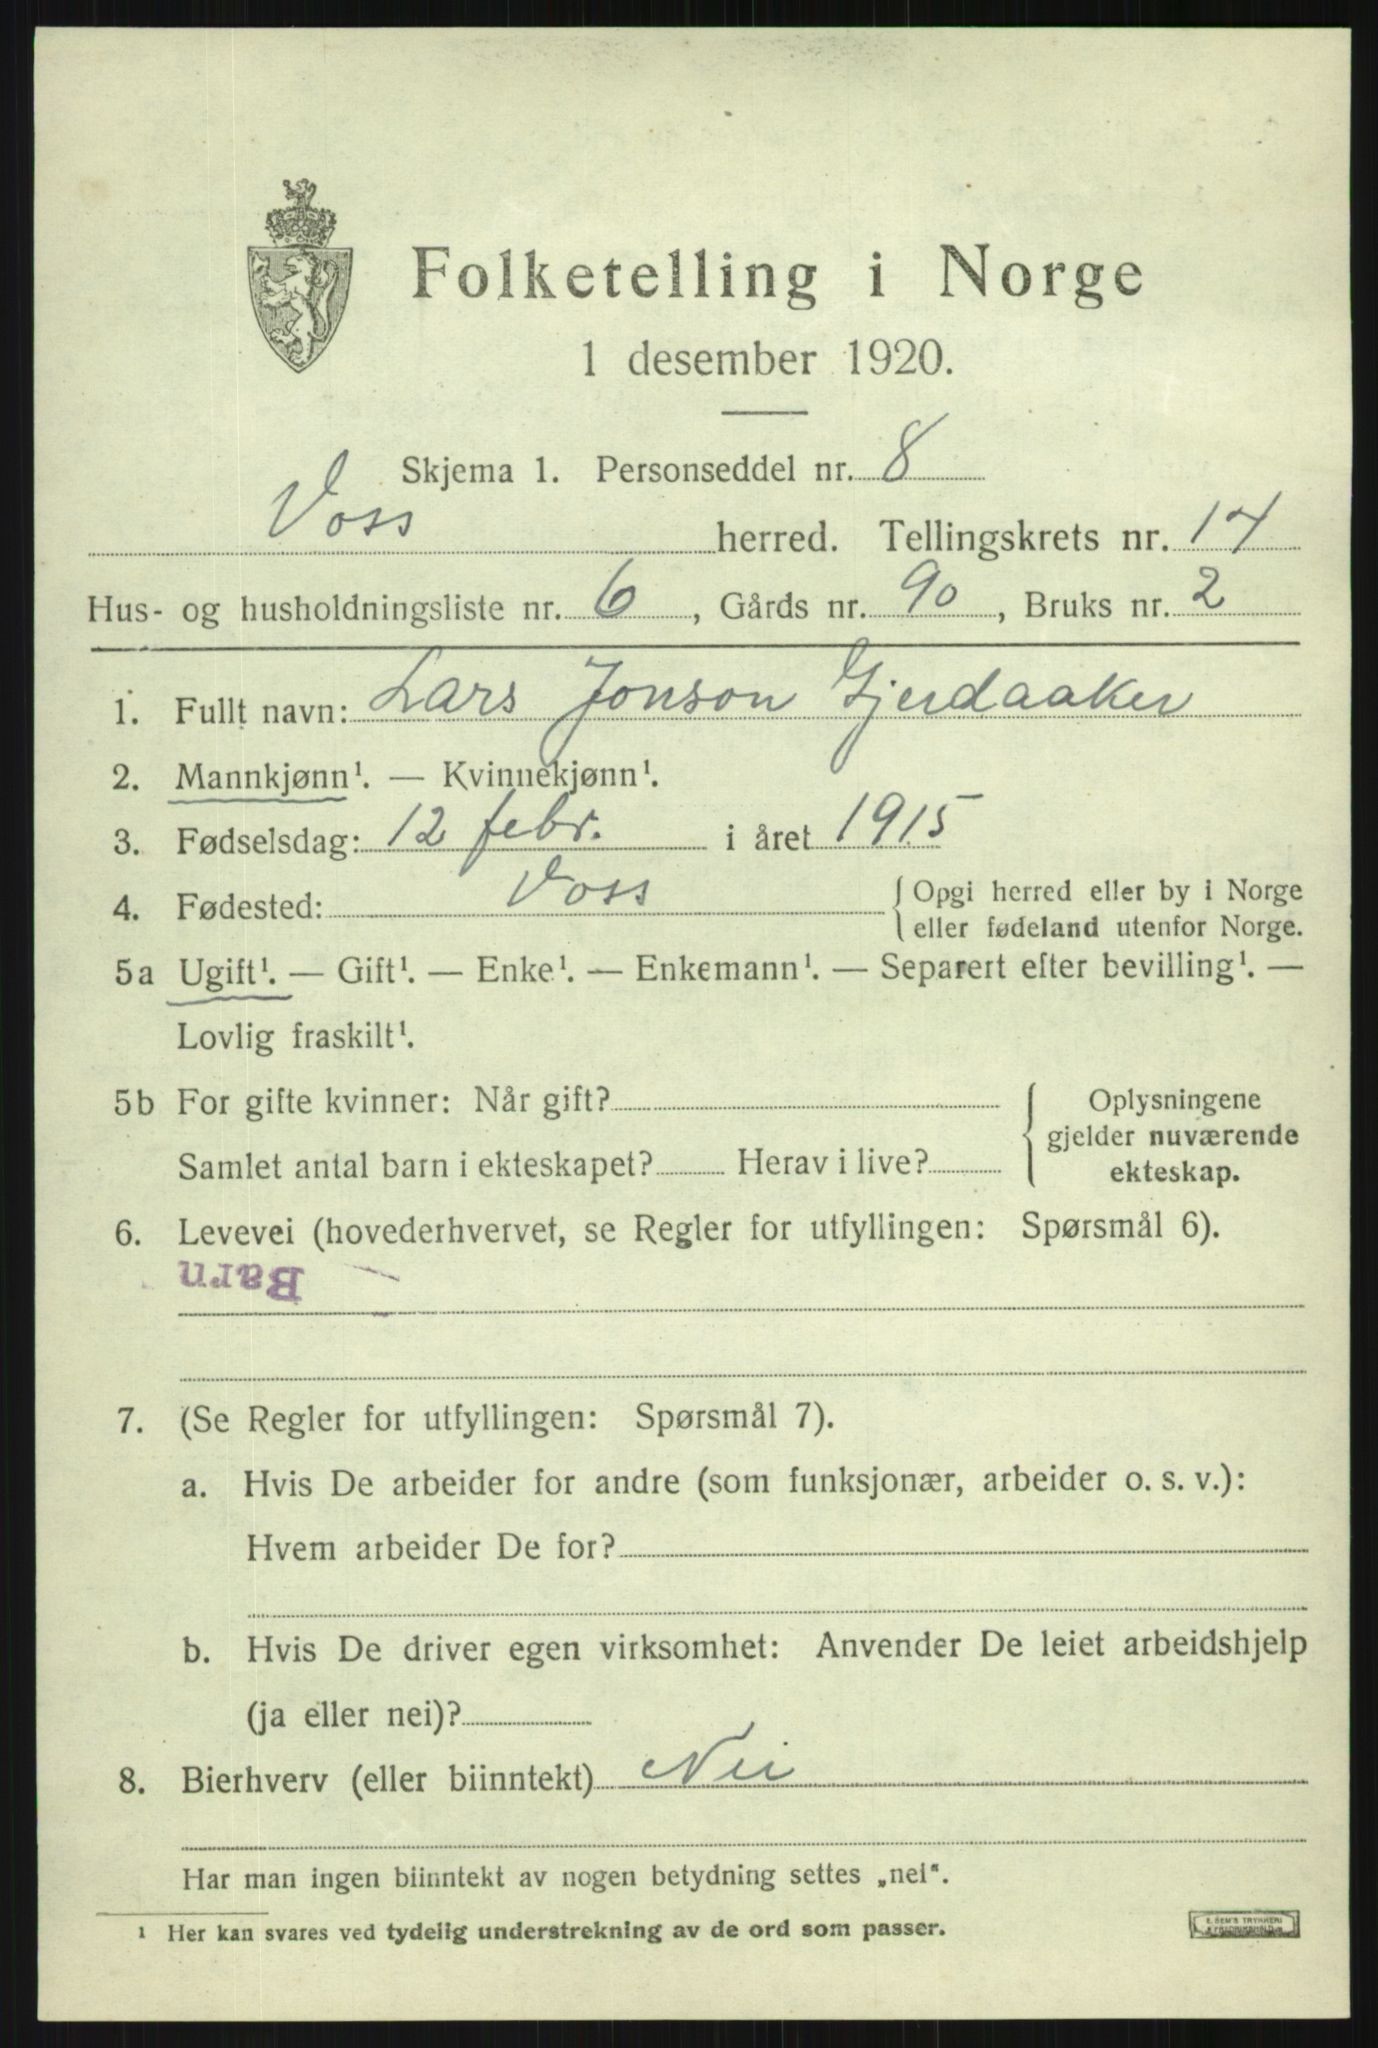 Folketelling i Norge
1 desember 1920.
Skjema 1. Personseddel nr. 8
Voss herred. Tellingskrets nr. 14
Hus- og husholdningsliste nr. 6, Gårds nr. 90, Bruks nr. 2
1. Fullt navn: Lars Jonson Gjerdaaker
2. Mannkjønn¹. — Kvinnekjønn¹.
3. Fødselsdag: 12 febr. i året 1915
4. Fødested: Voss { Opgi herred eller by i Norge
eller fødeland utenfor Norge.
5a Ugift¹. — Gift¹. — Enke¹. — Enkemann¹. — Separert efter bevilling¹. —
Lovlig fraskilt¹.
5b For gifte kvinner: Når gift? { Oplysningene
gjelder nuværende
Samlet antal barn i ekteskapet? Herav i live?
ekteskap.
6. Levevei (hovederhvervet, se Regler for utfyllingen: Spørsmål 6).
Barn
7. (Se Regler for utfyllingen: Spørsmål 7).
a. Hvis De arbeider for andre (som funksjonær, arbeider o. s. v.):
Hvem arbeider De for?
b. Hvis De driver egen virksomhet: Anvender De leiet arbeidshjelp
(ja eller nei)?
8. Bierhverv (eller biinntekt) Nei
Har man ingen biinntekt av nogen betydning settes „nei“.
¹ Her kan svares ved tydelig understrekning av de ord som passer.
E. SEM'S TRYKKERI
FREDRIKSHALD